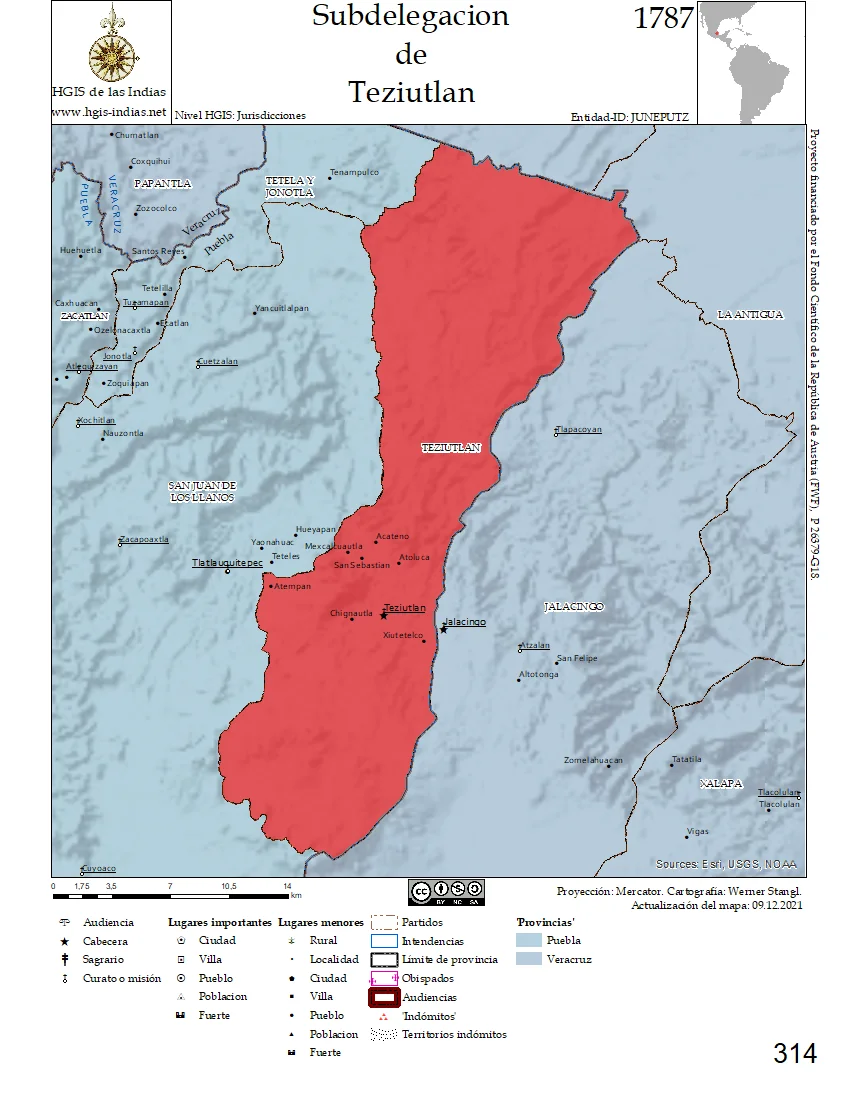 Subdelegacion
de
Teziutlan
1787
HGIS de las Indias
www.hgis-indias.net
Nivel HGIS: Jurisdicciones
Entidad-ID: JUNEPUTZ
Proyecto financiado por el Fondo Científico de la República de Austria (FWF), P 26379-G18.
Chumatlan
Coxquihui
PAPANTLA
PUEBLA
VERACRUZ
Zozocolco
Veracruz
Puebla
TETELA Y
JONOTLA
Tenampulco
Huehuetla
Santos Reyes
Tetelilla
Caxhuacan
Tuzamapan
ZACATLAN
Ozelonacaxtla
Ecatlan
Yancuitlalpan
LA ANTIGUA
Jonotla
Atlequizayan
Cuetzalan
Zoquiapan
Xochitlan
Nauzontla
Tlapacoyan
TEZIUTLAN
SAN JUAN DE
LOS LLANOS
Zacapoaxtla
Hueyapan
Yaonahuac
Mexcalcuautla
Acateno
Tlatlauquitepec
Teteles
San Sebastian
Atoluca
Atempan
Chignautla
Teziutlan
Jalacingo
JALACINGO
Xiutetelco
Atzalan
San Felipe
Altotonga
Zomelahuacan
Tatatila
XALAPA
Tlacolulan
Tlacolulan
Vigas
Cuyoaco
Sources: Esri, USGS, NOAA
0 1,75 3,5 7 10,5 14
km
CC BY NC SA
Proyección: Mercator. Cartografía: Werner Stangl.
Actualización del mapa: 09.12.2021
Audiencia
Cabecera
Sagrario
Curato o misión
Lugares importantes
Ciudad
Villa
Pueblo
Poblacion
Fuerte
Lugares menores
Rural
Localidad
Ciudad
Villa
Pueblo
Poblacion
Fuerte
Partidos
Intendencias
Límite de provincia
Obispados
Audiencias
'Indómitos'
Territorios indómitos
'Provincias'
Puebla
Veracruz
314